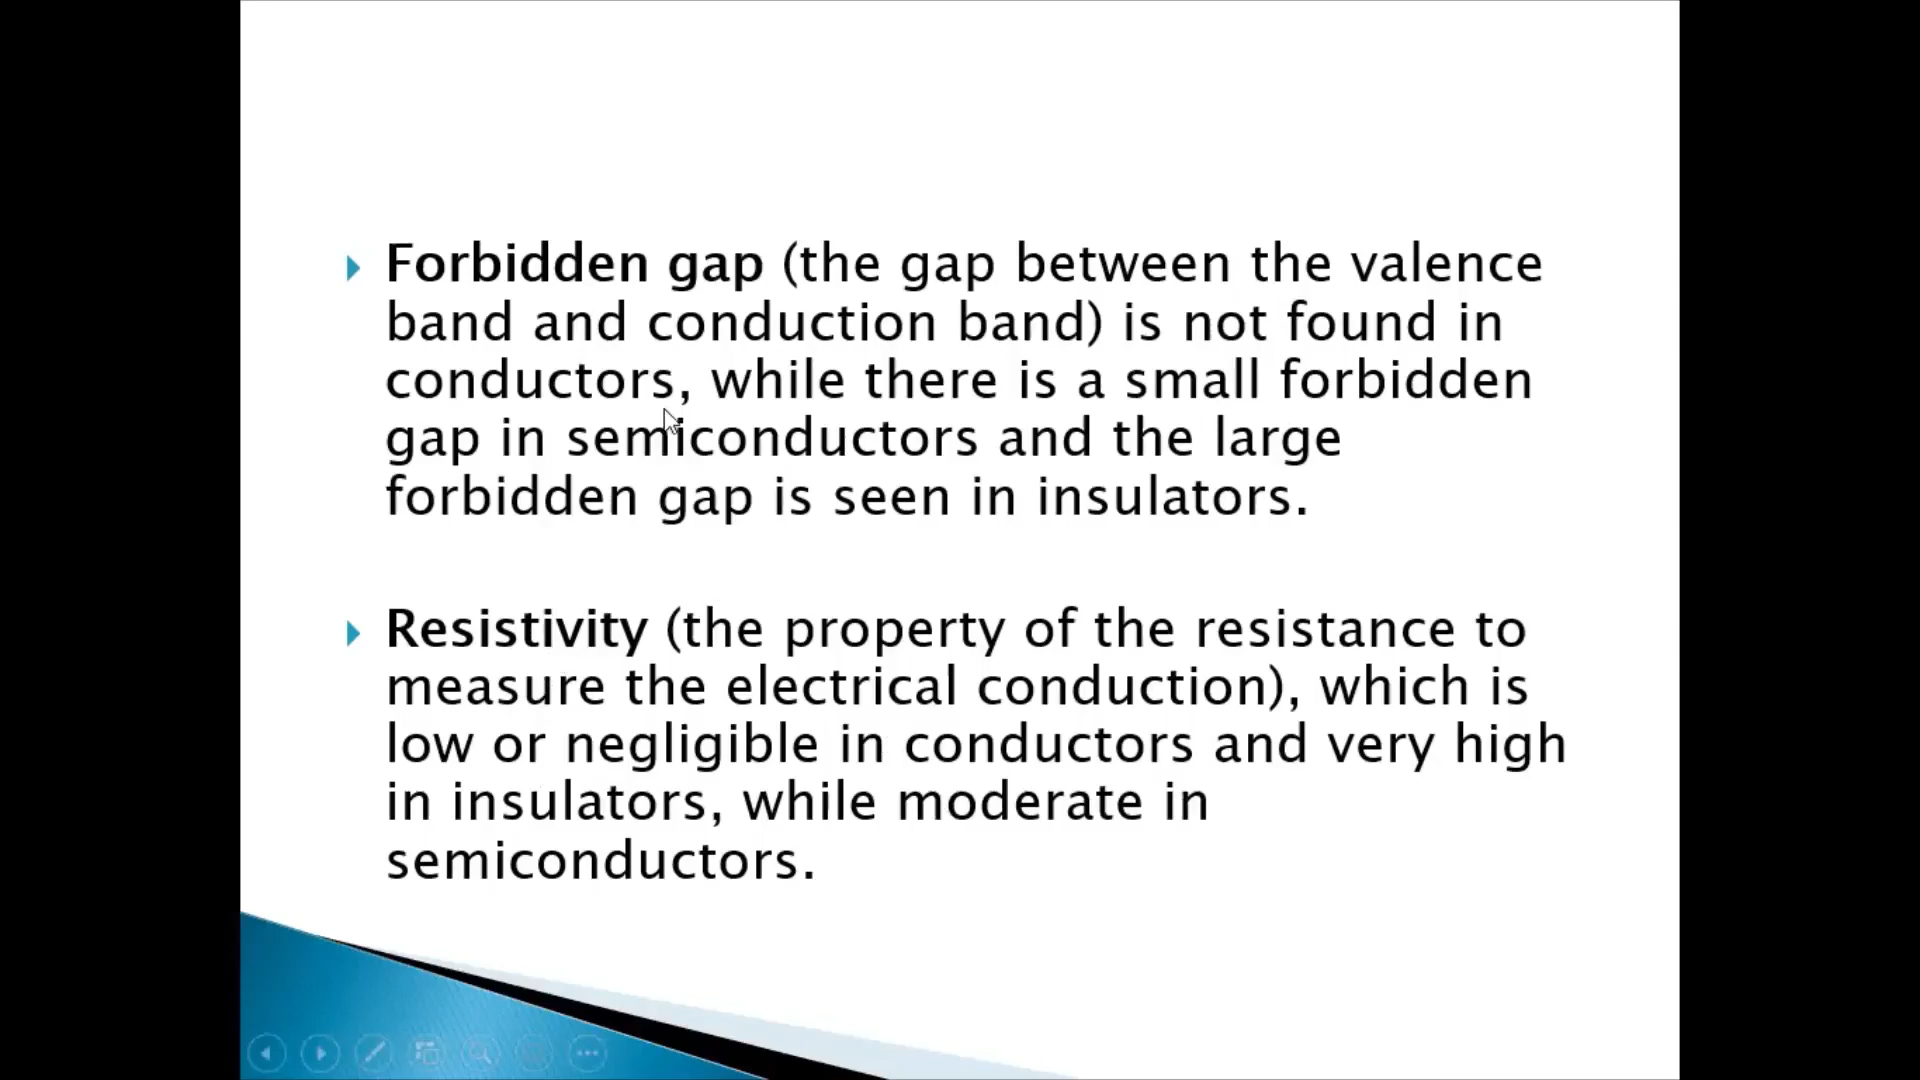 Forbidden gap (the gap between the valence
band and conduction band) is not found in
conductors, while there is a small forbidden
gap in semiconductors and the large
forbidden gap is seen in insulators.
Resistivity (the property of the resistance to
measure the electrical conduction), which is
low or negligible in conductors and very high
in insulators, while moderate in
semiconductors.